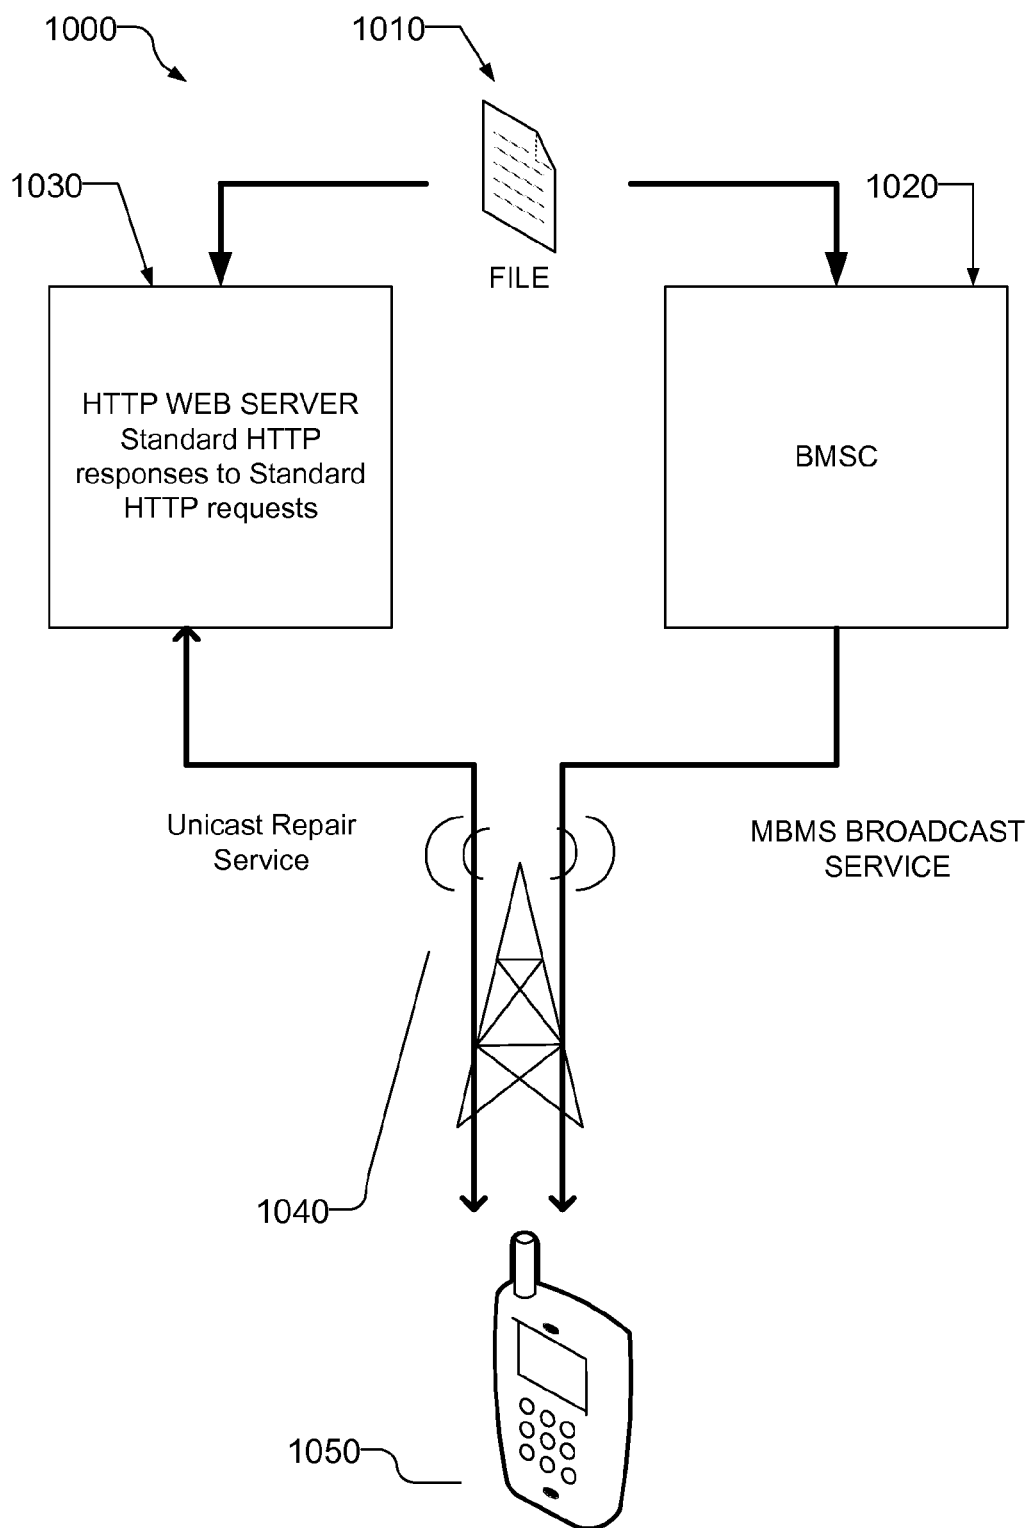 1000
1010
1030
1020
FILE
HTTP WEB SERVER
Standard HTTP
responses to Standard
HTTP requests
BMSC
Unicast Repair
Service
MBMS BROADCAST
SERVICE
1040
1050